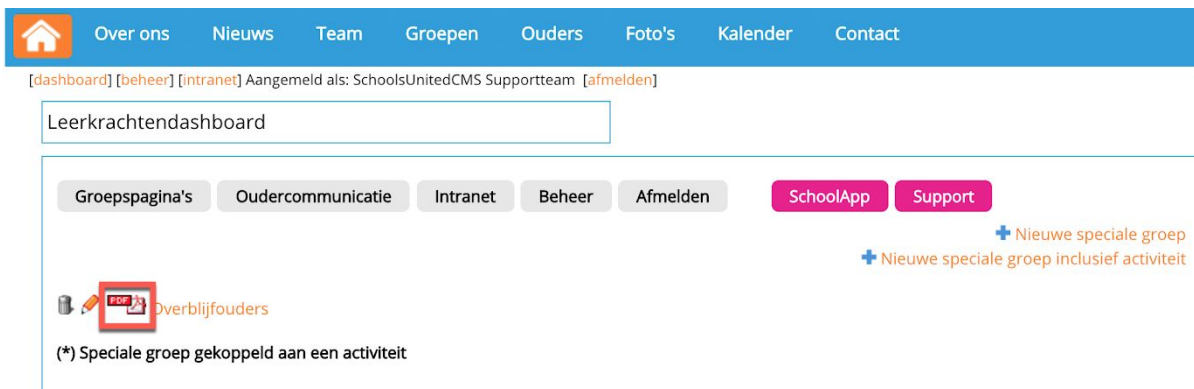 Over ons Nieuws Team Groepen Ouders Foto's Kalender Contact
[dashboard] [beheer] [intranet] Aangemeld als: SchoolsUnitedCMS Supportteam [afmelden]
Leerkrachtendashboard
Groepspagina's Oudercommunicatie Intranet Beheer Afmelden SchoolApp Support
Nieuwe speciale groep
Nieuwe speciale groep inclusief activiteit
PDF Overblijfouders
(*) Speciale groep gekoppeld aan een activiteit